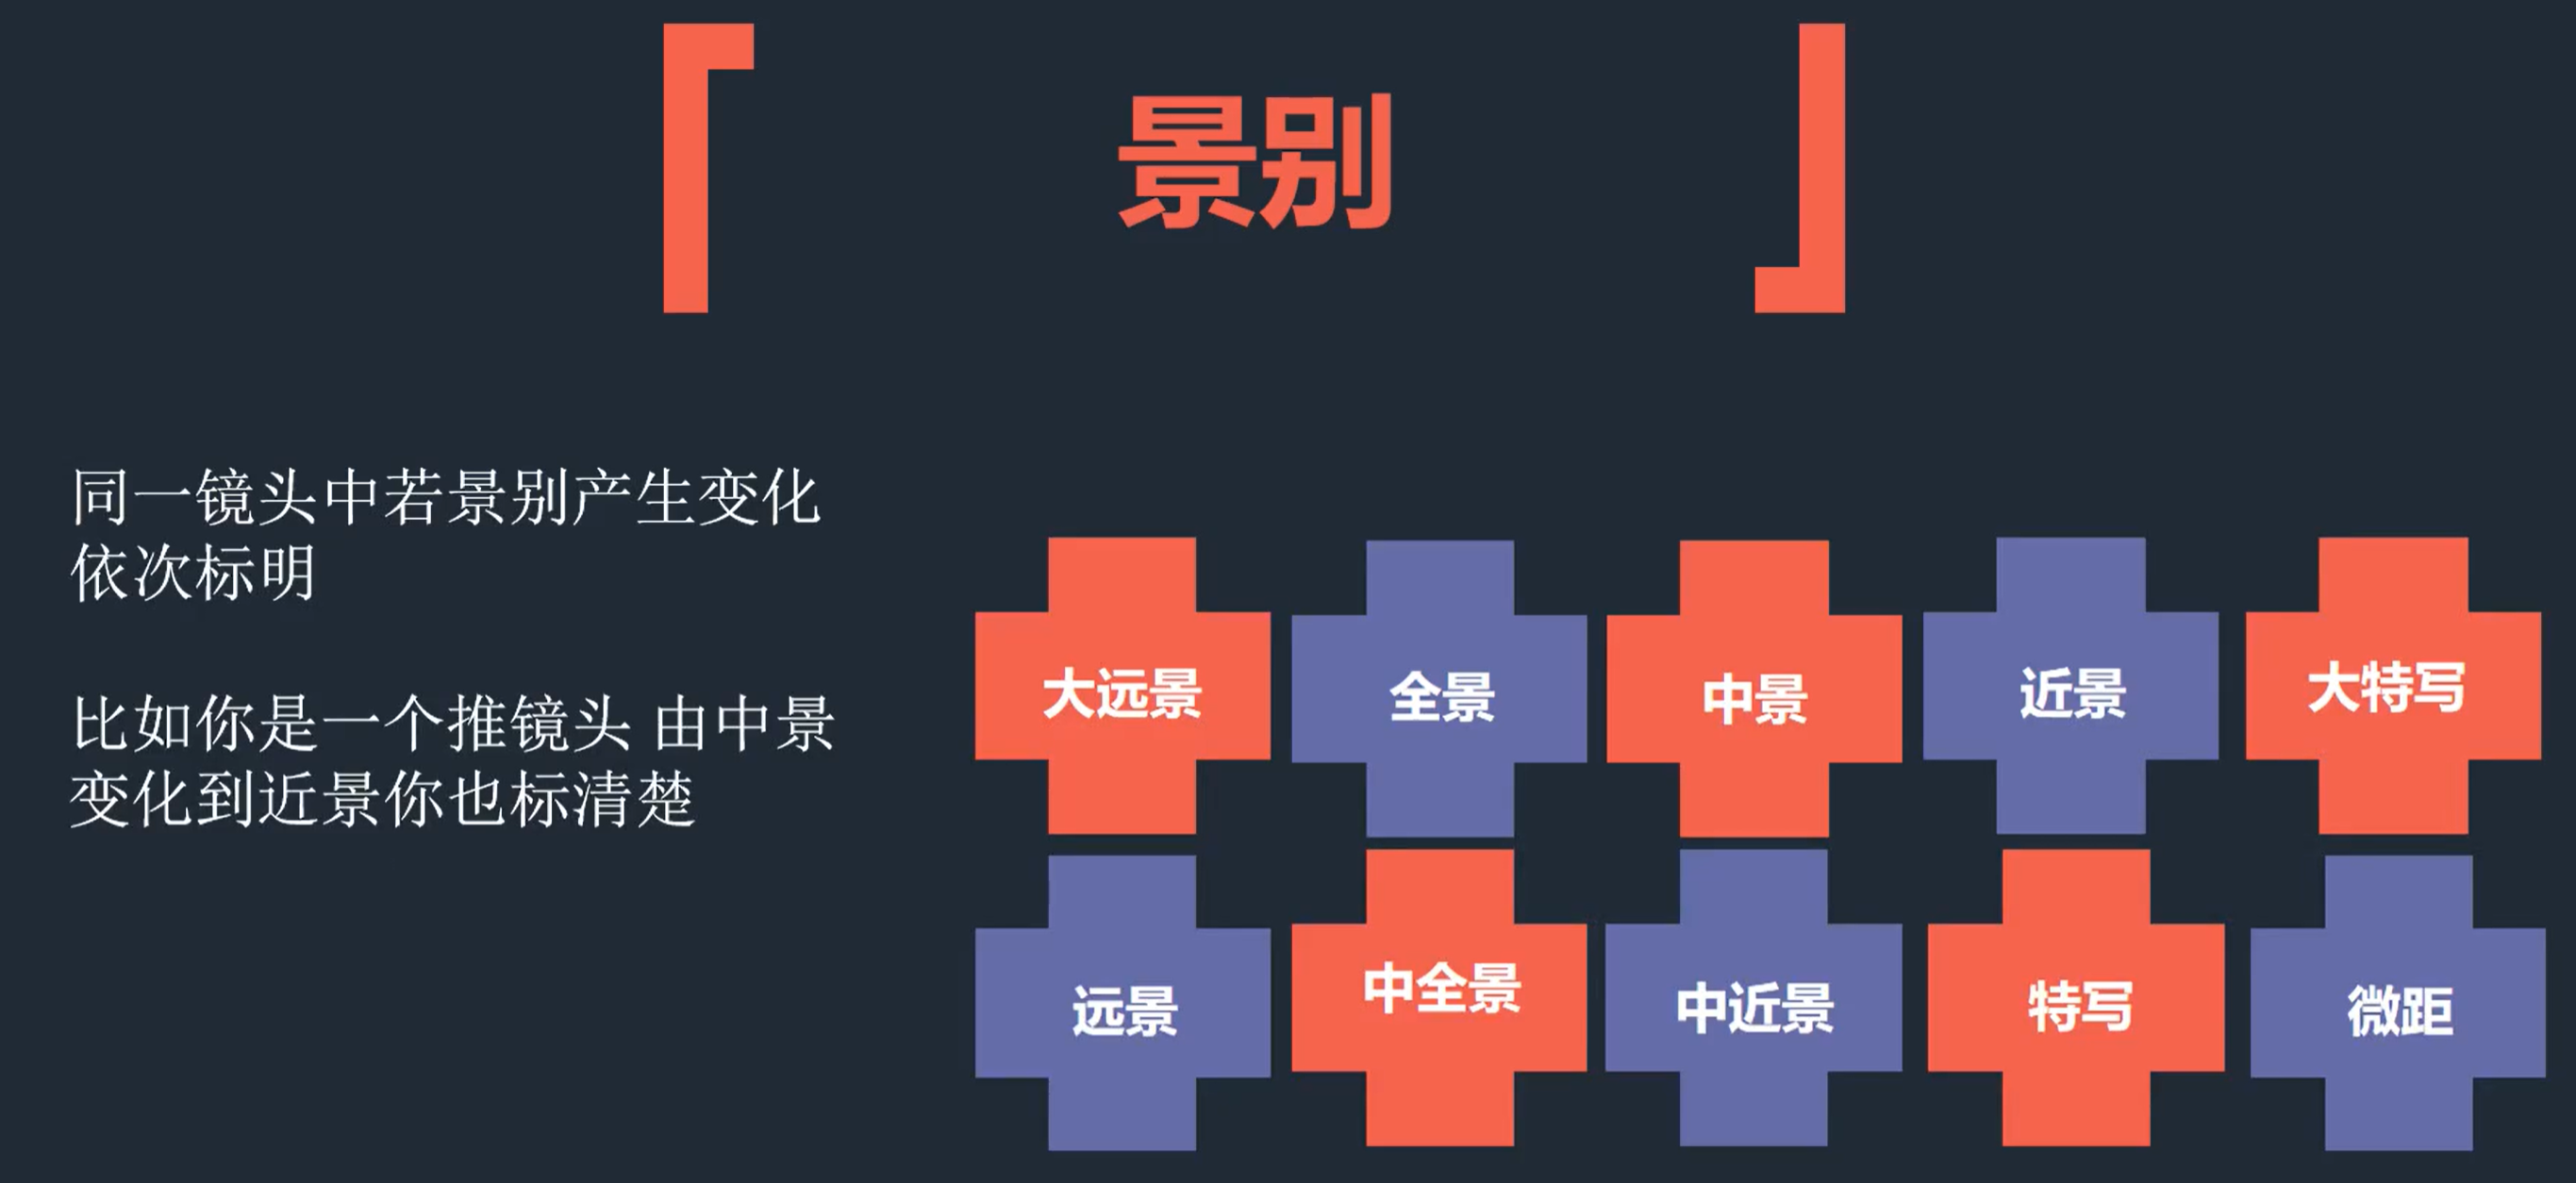 景别
同一镜头中若景别产生变化
依次标明
比如你是一个推镜头 由中景
变化到近景你也标清楚
大远景
全景
中景
近景
大特写
远景
中全景
中近景
特写
微距